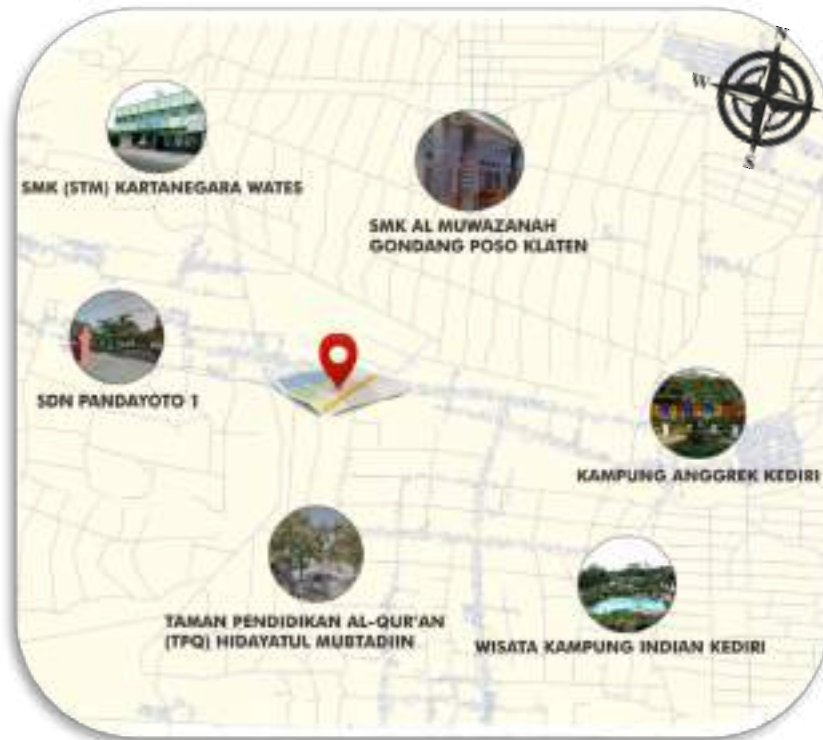 N
W
S
SMK (STM) KARTANEGARA WATES
SMK AL MUWAZANAH
GONDANG POSO KLATEN
SDN PANDAYOTO 1
KAMPUNG ANGGREK KEDIRI
TAMAN PENDIDIKAN AL-QUR'AN
(TPQ) HIDAYATUL MUBTADIIN
WISATA KAMPUNG INDIAN KEDIRI